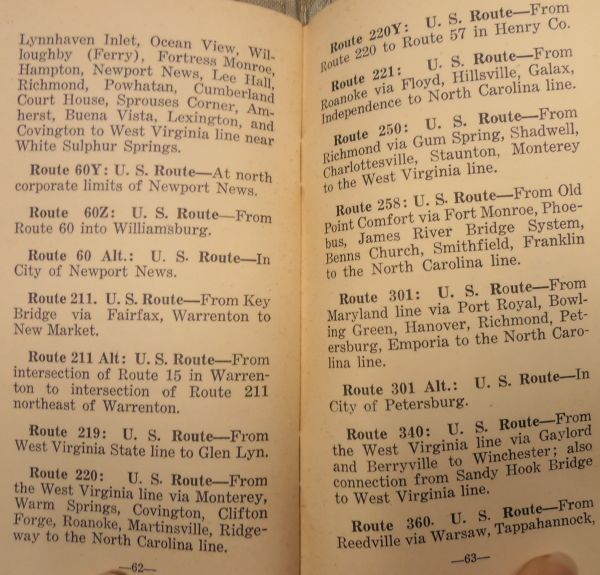 Lynnhaven Inlet, Ocean View, Wil-
loughby (Ferry), Fortress Monroe,
Hampton, Newport News, Lee Hall,
Richmond, Powhatan, Cumberland
Court House, Sprouses Corner, Am-
herst, Buena Vista, Lexington, and
Covington to West Virginia line near
White Sulphur Springs.
Route 60Y: U. S. Route—At north
corporate limits of Newport News.
Route 60Z: U. S. Route—From
Route 60 into Williamsburg.
Route 60 Alt.: U. S. Route—In
City of Newport News.
Route 211. U. S. Route—From Key
Bridge via Fairfax, Warrenton to
New Market.
Route 211 Alt: U. S. Route—From
intersection of Route 15 in Warren-
ton to intersection of Route 211
northeast of Warrenton.
Route 219: U. S. Route—From
West Virginia State line to Glen Lyn.
Route 220: U. S. Route—From
the West Virginia line via Monterey,
Warm Springs, Covington, Clifton
Forge, Roanoke, Martinsville, Ridge-
way to the North Carolina line.
—62—
Route 220Y: U. S. Route—From
Route 220 to Route 57 in Henry Co.
Route 221: U. S. Route—From
Roanoke via Floyd, Hillsville, Galax,
Independence to North Carolina line.
Route 250: U. S. Route—From
Richmond via Gum Spring, Shadwell,
Charlottesville, Staunton, Monterey
to the West Virginia line.
Route 258: U. S. Route—From Old
Point Comfort via Fort Monroe, Phoe-
bus, James River Bridge System,
Benns Church, Smithfield, Franklin
to the North Carolina line.
Route 301: U. S. Route—From
Maryland line via Port Royal, Bowl-
ing Green, Hanover, Richmond, Pet-
ersburg, Emporia to the North Caro-
lina line.
Route 301 Alt.: U. S. Route—In
City of Petersburg.
Route 340: U. S. Route—From
the West Virginia line via Gaylord
and Berryville to Winchester; also
connection from Sandy Hook Bridge
to West Virginia line.
Route 360. U. S. Route—From
Reedville via Warsaw, Tappahannock,
—63—